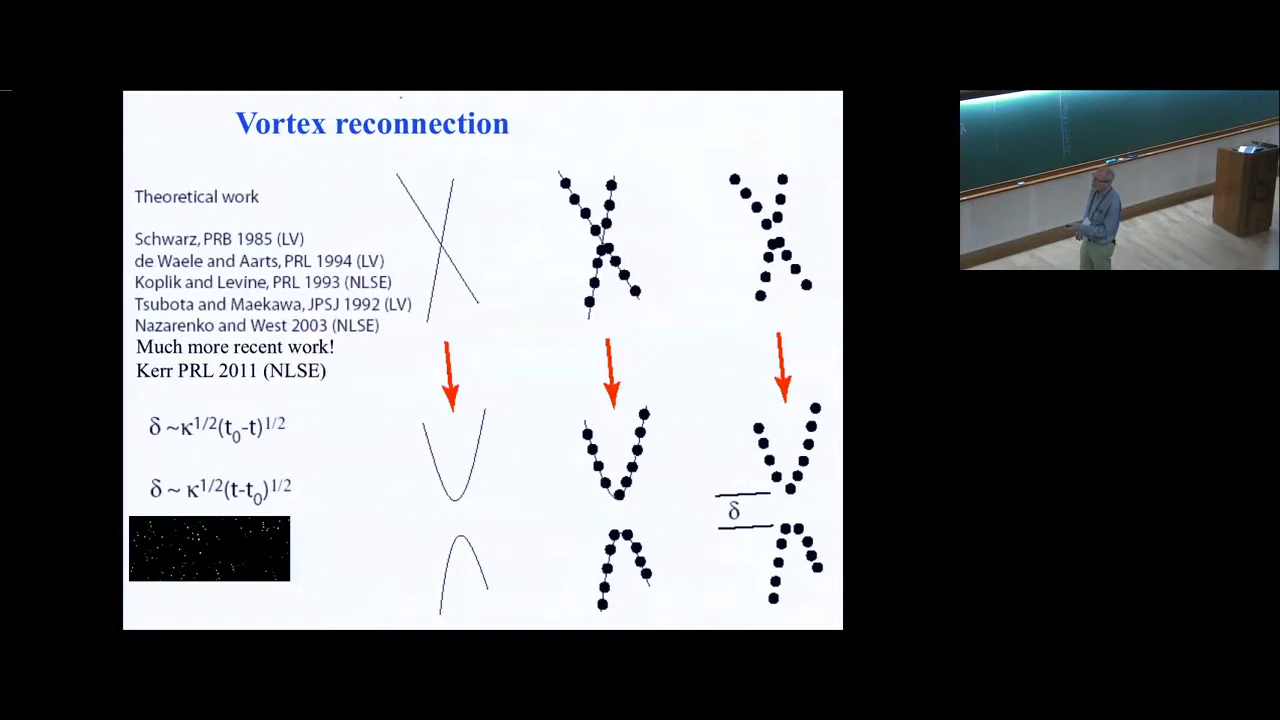 Vortex reconnection
Theoretical work
Schwarz, PRB 1985 (LV)
de Waele and Aarts, PRL 1994 (LV)
Koplik and Levine, PRL 1993 (NLSE)
Tsubota and Maekawa, JPSJ 1992 (LV)
Nazarenko and West 2003 (NLSE)
Much more recent work!
Kerr PRL 2011 (NLSE)
δ ~κ^1/2(t_0-t)^1/2
δ ~ κ^1/2(t-t_0)^1/2
δ